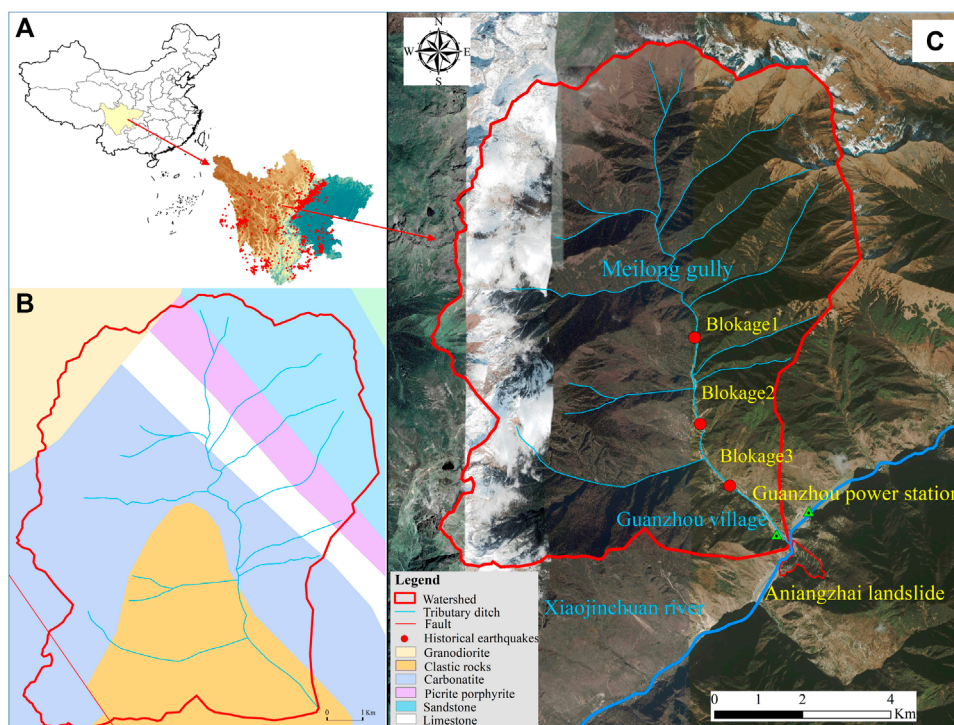 A
B
C
N
W
E
S
Meilong gully
Blokage1
Blokage2
Blokage3
Guanzhou power station
Guanzhou village
Aniangzhai landslide
Xiaojinchuan river
Legend
Watershed
Tributary ditch
Fault
Historical earthquakes
Granodiorite
Clastic rocks
Carbonatite
Picrite porphyrite
Sandstone
Limestone
0 1 Km
0 1 2 4
Km